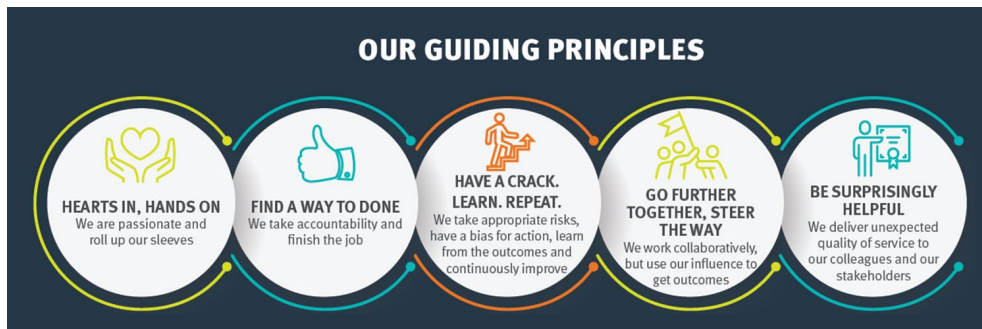 OUR GUIDING PRINCIPLES
HEARTS IN, HANDS ON
We are passionate and
roll up our sleeves
FIND A WAY TO DONE
We take accountability and
finish the job
HAVE A CRACK.
LEARN. REPEAT.
We take appropriate risks,
have a bias for action, learn
from the outcomes and
continuously improve
GO FURTHER
TOGETHER, STEER
THE WAY
We work collaboratively,
but use our influence to
get outcomes
BE SURPRISINGLY
HELPFUL
We deliver unexpected
quality of service to
our colleagues and our
stakeholders